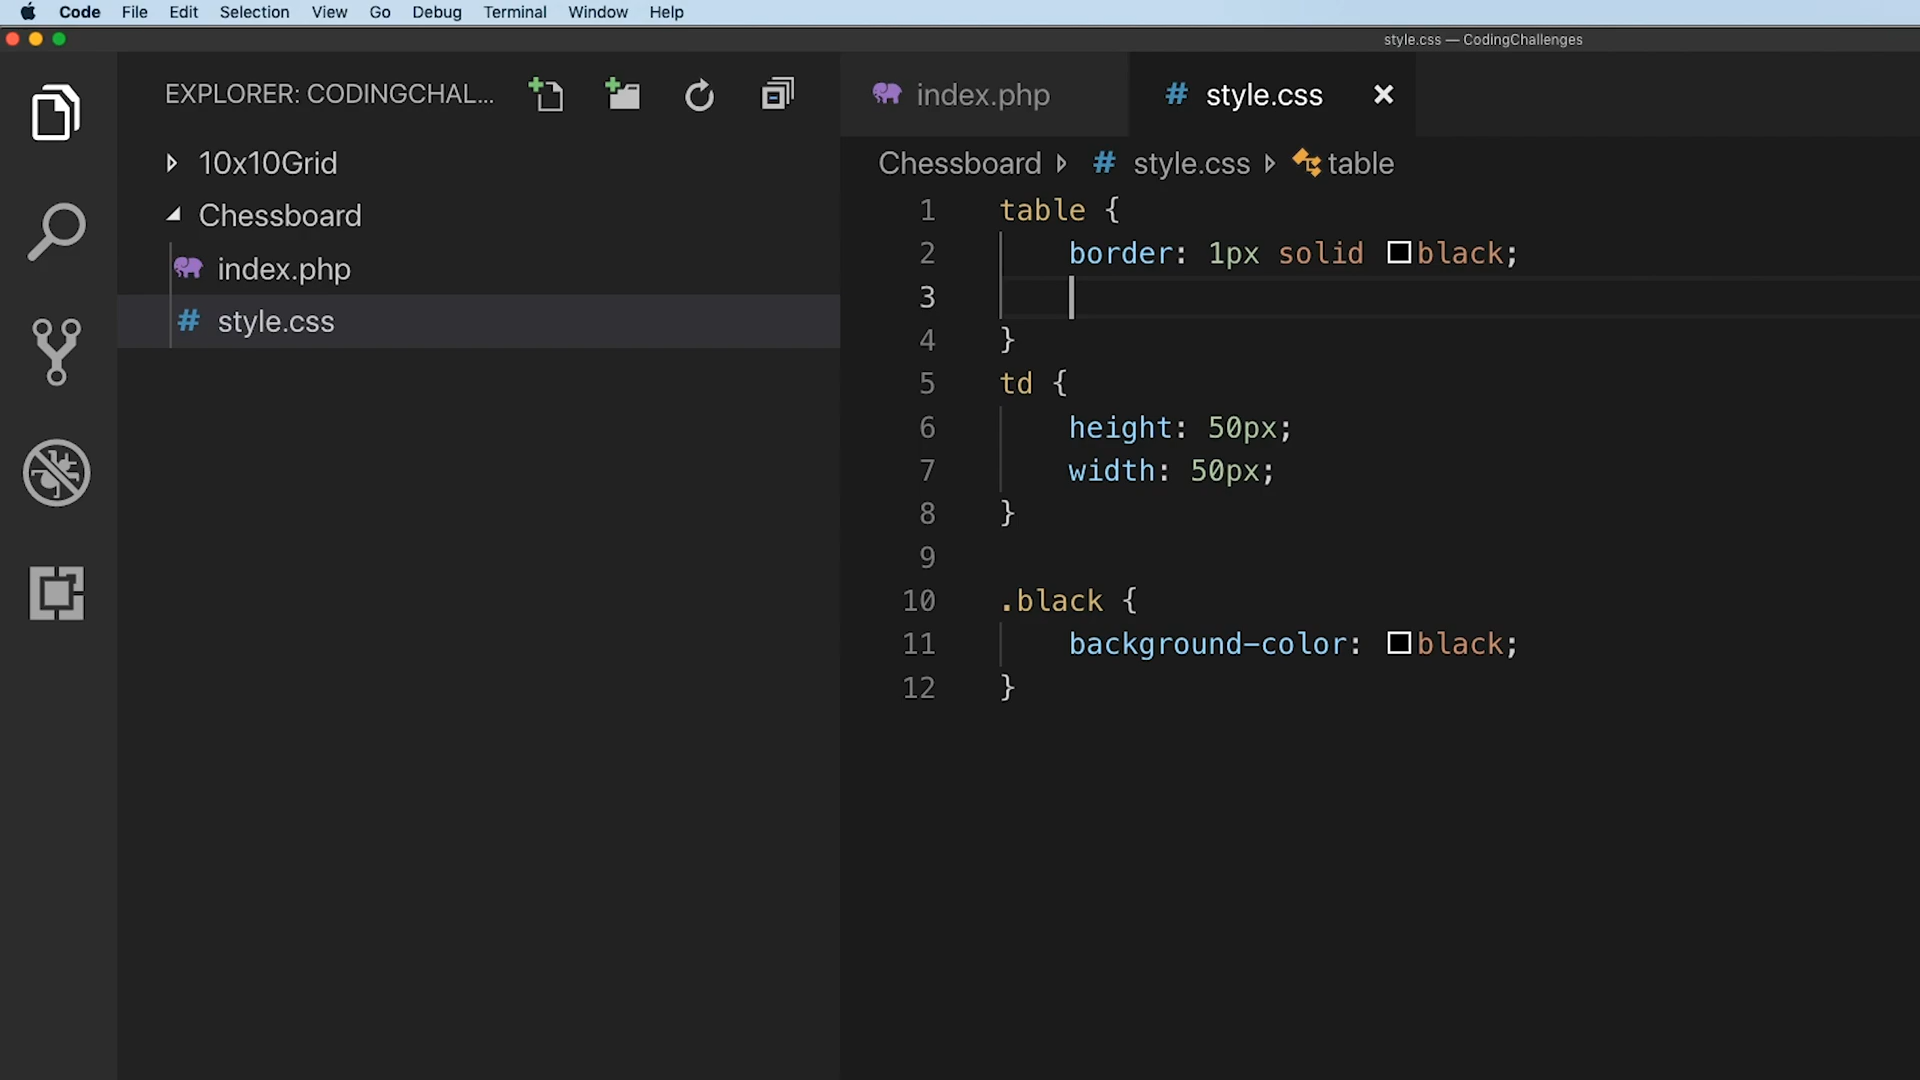 Code File Edit Selection View Go Debug Terminal Window Help
style.css — CodingChallenges
EXPLORER: CODINGCHAL...
10x10Grid
Chessboard
index.php
style.css
index.php
# style.css ×
Chessboard # style.css table
1 table {
2 border: 1px solid black;
3
4 }
5 td {
6 height: 50px;
7 width: 50px;
8 }
9
10 .black {
11 background-color: black;
12 }